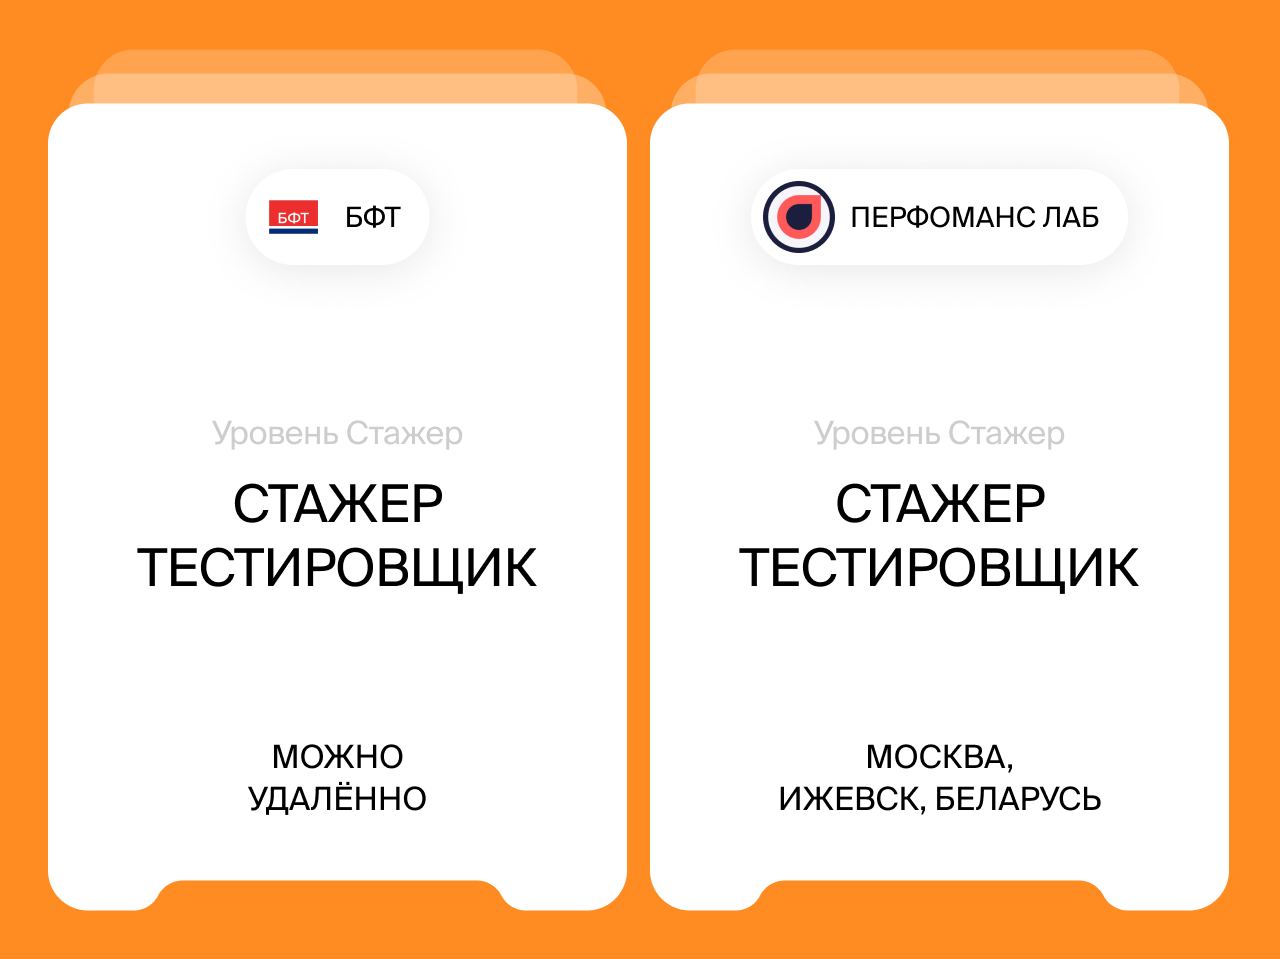 БФТ
БФТ
Уровень Стажер
СТАЖЕР
ТЕСТИРОВЩИК
МОЖНО
УДАЛЁННО
ПЕРФОМАНС ЛАБ
Уровень Стажер
СТАЖЕР
ТЕСТИРОВЩИК
МОСКВА,
ИЖЕВСК, БЕЛАРУСЬ